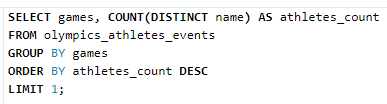 SELECT games, COUNT(DISTINCT name) AS athletes_count
FROM olympics_athletes_events
GROUP BY games
ORDER BY athletes_count DESC
LIMIT 1;